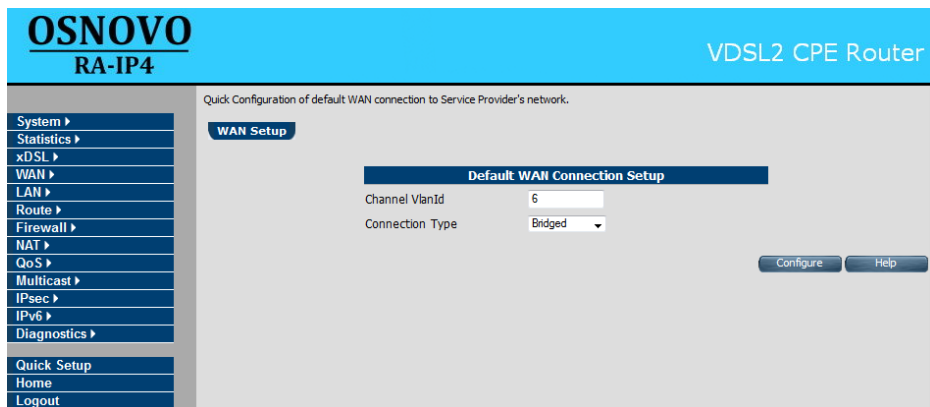 OSNOVO
RA-IP4
VDSL2 CPE Router
Quick Configuration of default WAN connection to Service Provider's network.
System
Statistics
xDSL
WAN
LAN
Route
Firewall
NAT
QoS
Multicast
IPsec
IPv6
Diagnostics
Quick Setup
Home
Logout
WAN Setup
Default WAN Connection Setup
Channel VlanId 6
Connection Type Bridged
Configure Help